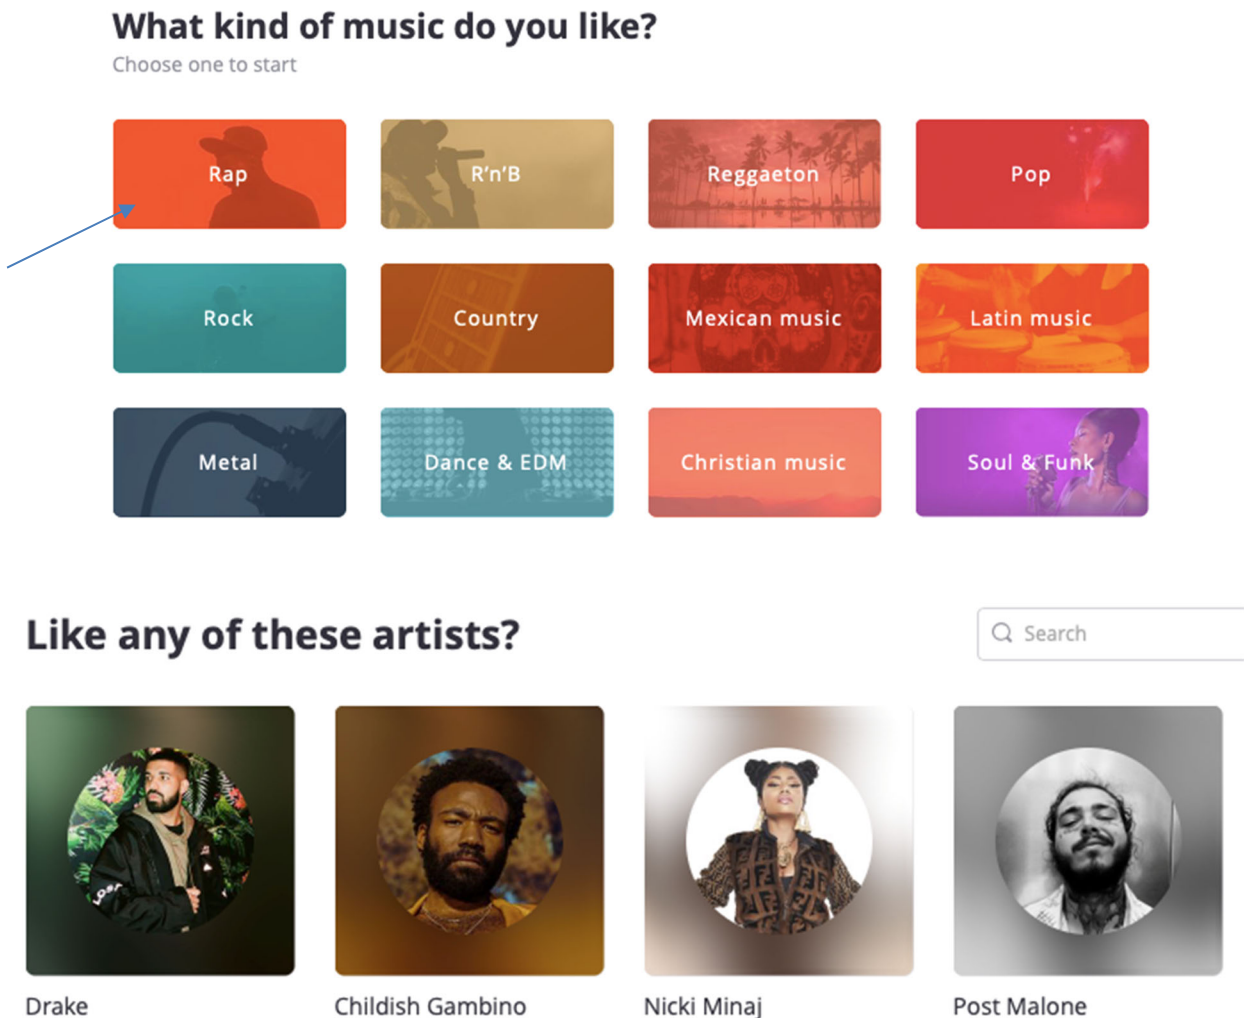 What kind of music do you like?
Choose one to start
Rap
R'n'B
Reggaeton
Pop
Rock
Country
Mexican music
Latin music
Metal
Dance & EDM
Christian music
Soul & Funk
Like any of these artists?
Search
Drake
Childish Gambino
Nicki Minaj
Post Malone